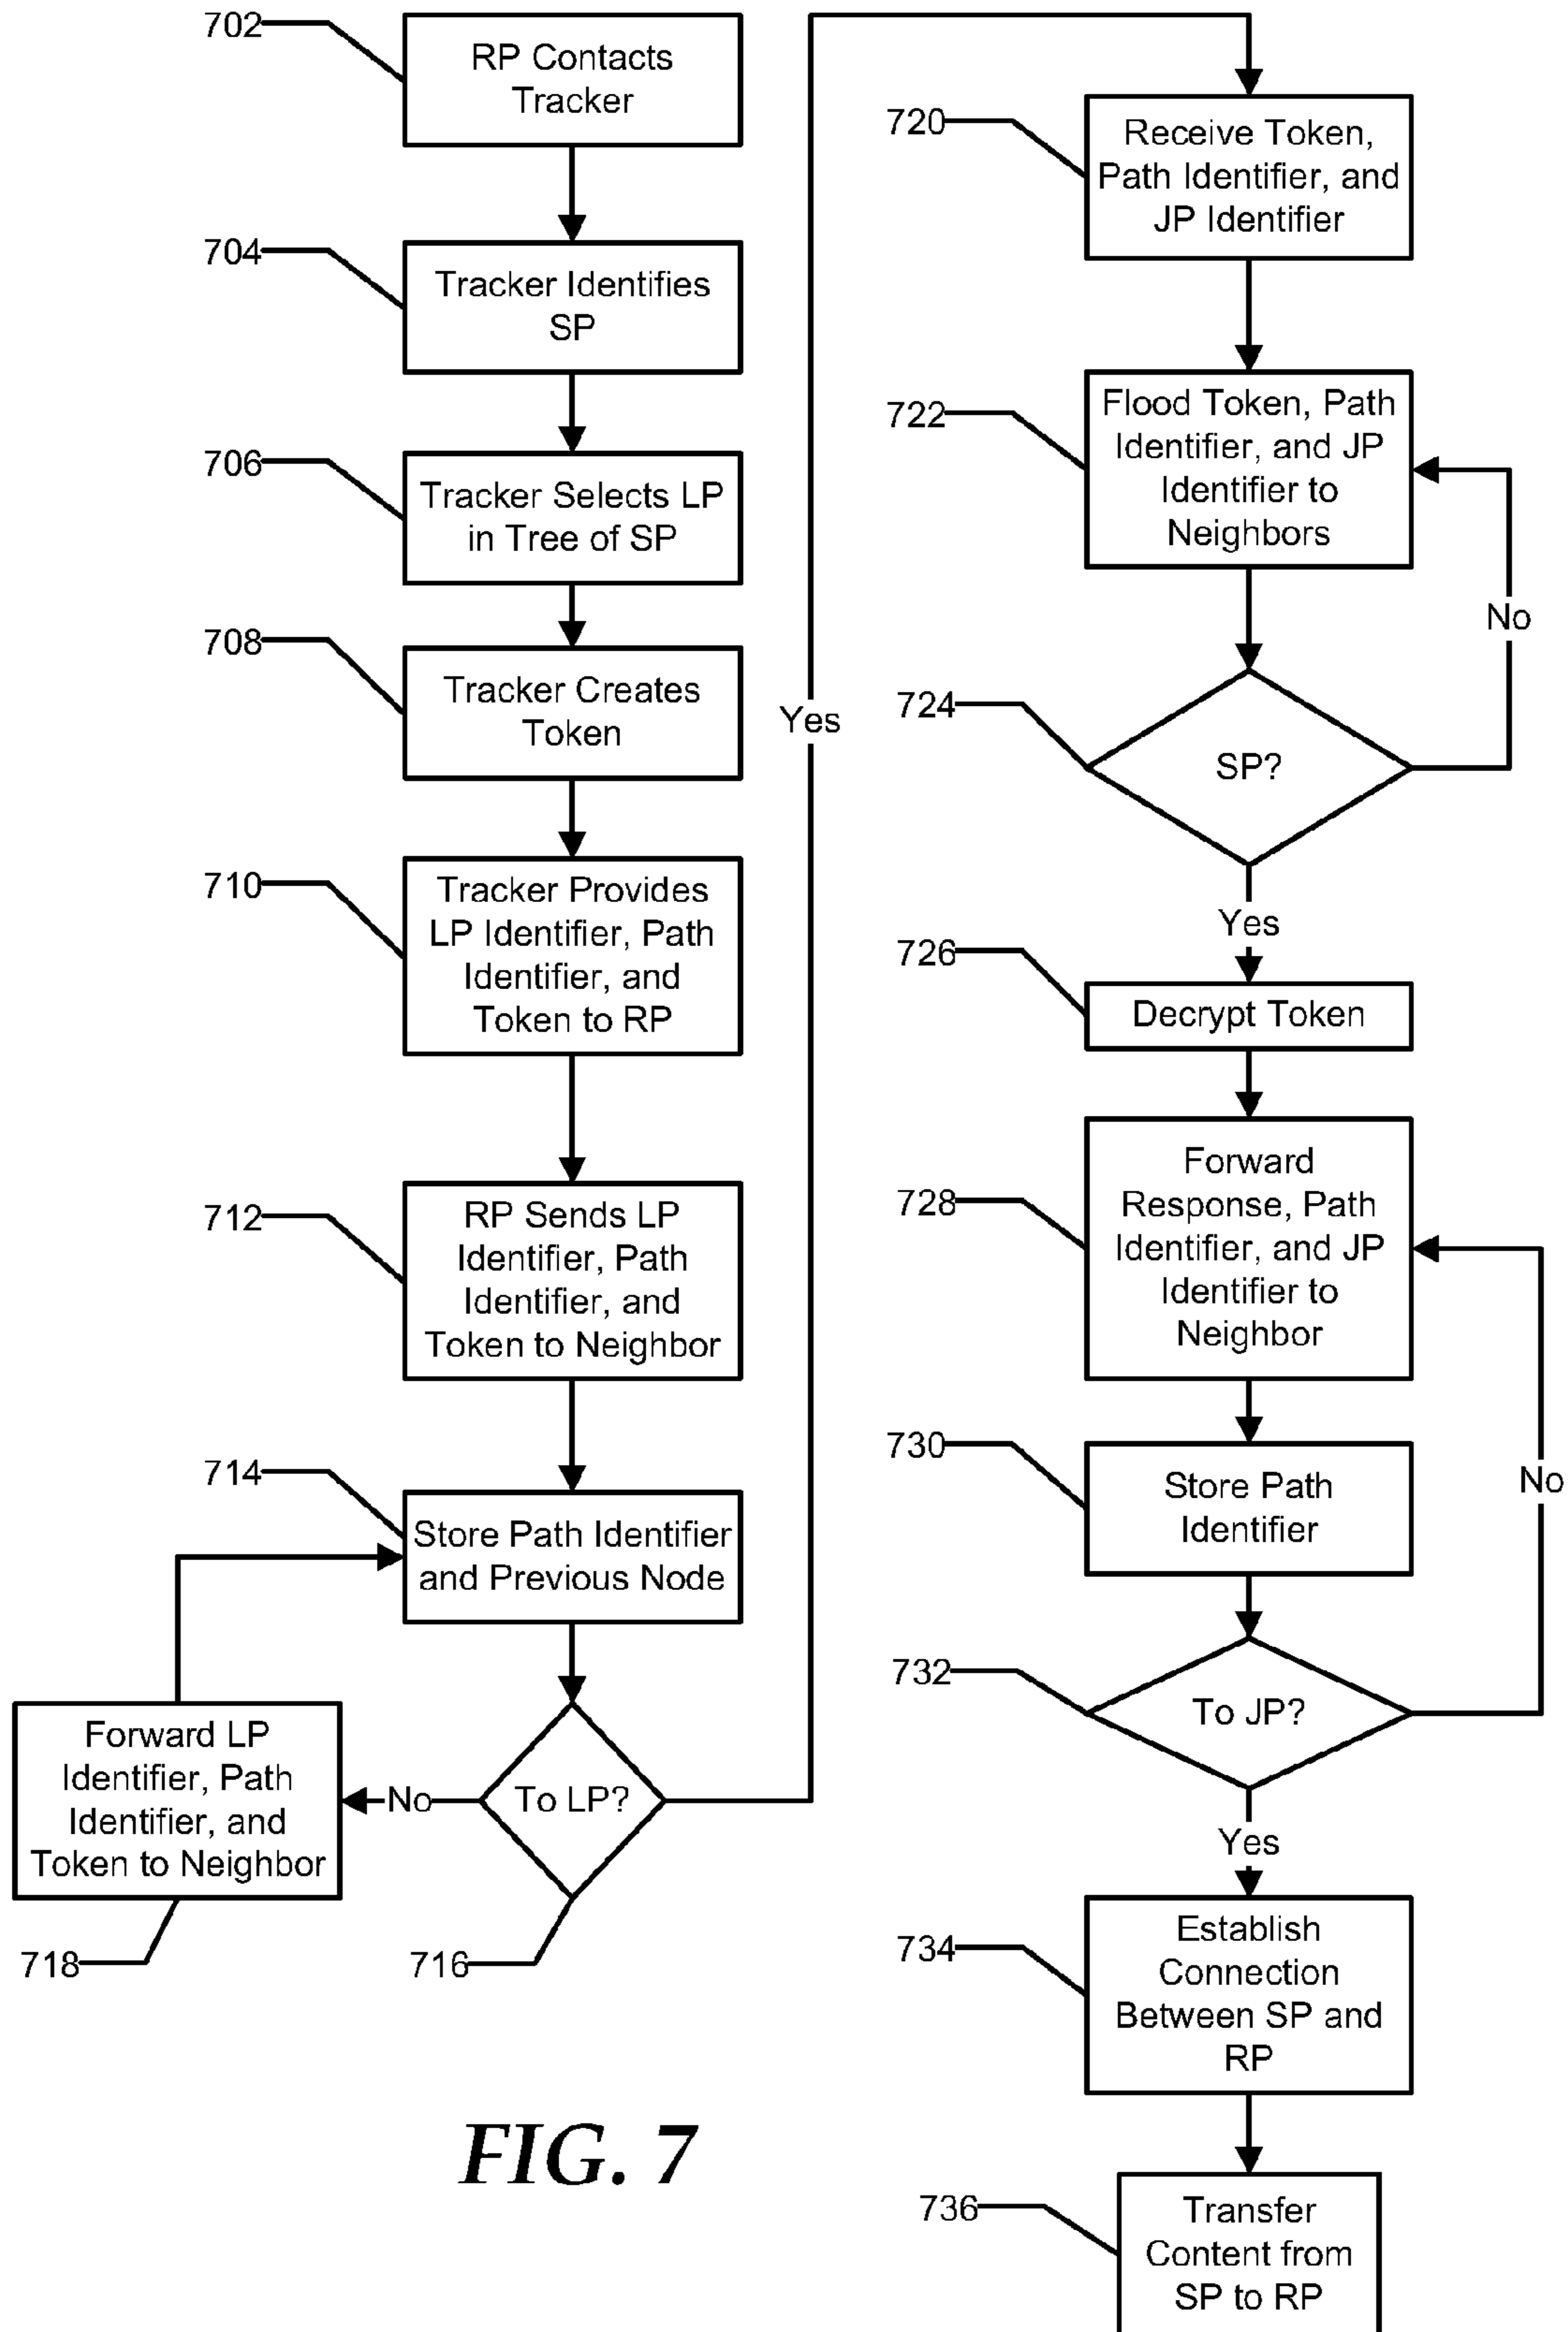 702
RP Contacts
Tracker
704
Tracker Identifies
SP
706
Tracker Selects LP
in Tree of SP
708
Tracker Creates
Token
710
Tracker Provides
LP Identifier, Path
Identifier, and
Token to RP
712
RP Sends LP
Identifier, Path
Identifier, and
Token to Neighbor
714
Store Path Identifier
and Previous Node
To LP?
716
No
Forward LP
Identifier, Path
Identifier, and
Token to Neighbor
718
Yes
720
Receive Token,
Path Identifier, and
JP Identifier
722
Flood Token, Path
Identifier, and JP
Identifier to
Neighbors
No
724
SP?
Yes
726
Decrypt Token
728
Forward
Response, Path
Identifier, and JP
Identifier to
Neighbor
730
Store Path
Identifier
No
732
To JP?
Yes
734
Establish
Connection
Between SP and
RP
736
Transfer
Content from
SP to RP
FIG. 7